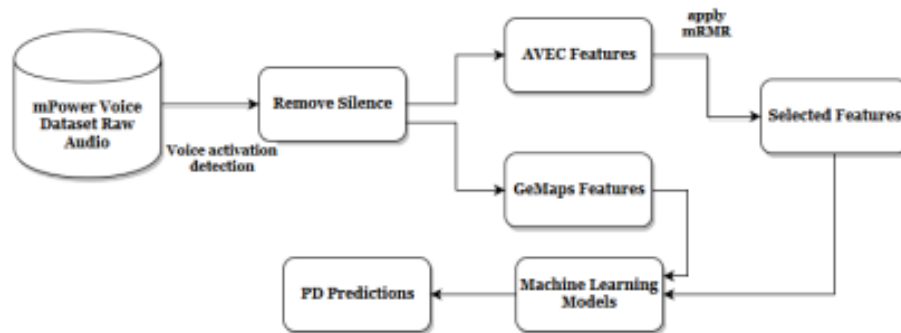 apply
mRMR
AVEC Features
mPower Voice
Dataset Raw
Audio
Remove Silence
Selected Features
Voice activation
detection
GeMaps Features
PD Predictions
Machine Learning
Models